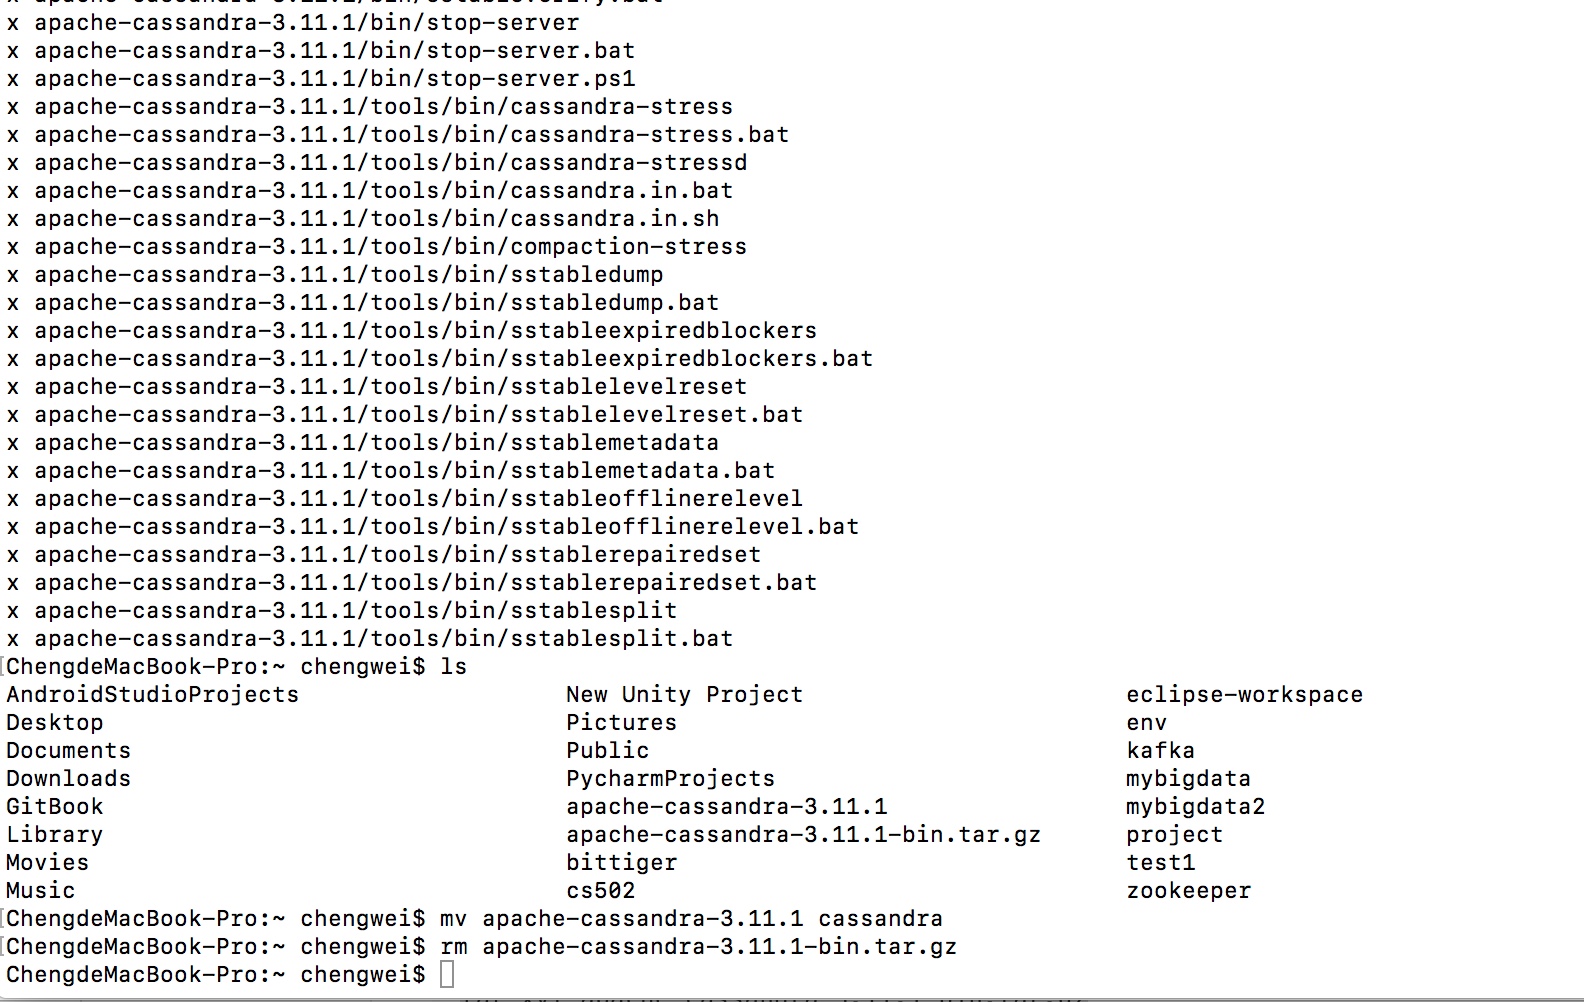 x apache-cassandra-3.11.1/bin/sstableverify.bat
x apache-cassandra-3.11.1/bin/stop-server
x apache-cassandra-3.11.1/bin/stop-server.bat
x apache-cassandra-3.11.1/bin/stop-server.ps1
x apache-cassandra-3.11.1/tools/bin/cassandra-stress
x apache-cassandra-3.11.1/tools/bin/cassandra-stress.bat
x apache-cassandra-3.11.1/tools/bin/cassandra-stressd
x apache-cassandra-3.11.1/tools/bin/cassandra.in.bat
x apache-cassandra-3.11.1/tools/bin/cassandra.in.sh
x apache-cassandra-3.11.1/tools/bin/compaction-stress
x apache-cassandra-3.11.1/tools/bin/sstabledump
x apache-cassandra-3.11.1/tools/bin/sstabledump.bat
x apache-cassandra-3.11.1/tools/bin/sstableexpiredblockers
x apache-cassandra-3.11.1/tools/bin/sstableexpiredblockers.bat
x apache-cassandra-3.11.1/tools/bin/sstablelevelreset
x apache-cassandra-3.11.1/tools/bin/sstablelevelreset.bat
x apache-cassandra-3.11.1/tools/bin/sstablemetadata
x apache-cassandra-3.11.1/tools/bin/sstablemetadata.bat
x apache-cassandra-3.11.1/tools/bin/sstableofflinerelevel
x apache-cassandra-3.11.1/tools/bin/sstableofflinerelevel.bat
x apache-cassandra-3.11.1/tools/bin/sstablerepairedset
x apache-cassandra-3.11.1/tools/bin/sstablerepairedset.bat
x apache-cassandra-3.11.1/tools/bin/sstablesplit
x apache-cassandra-3.11.1/tools/bin/sstablesplit.bat
[ChengdeMacBook-Pro:~ chengwei$ ls
AndroidStudioProjects New Unity Project eclipse-workspace
Desktop Pictures env
Documents Public kafka
Downloads PycharmProjects mybigdata
GitBook apache-cassandra-3.11.1 mybigdata2
Library apache-cassandra-3.11.1-bin.tar.gz project
Movies bittiger test1
Music cs502 zookeeper
[ChengdeMacBook-Pro:~ chengwei$ mv apache-cassandra-3.11.1 cassandra
[ChengdeMacBook-Pro:~ chengwei$ rm apache-cassandra-3.11.1-bin.tar.gz
ChengdeMacBook-Pro:~ chengwei$